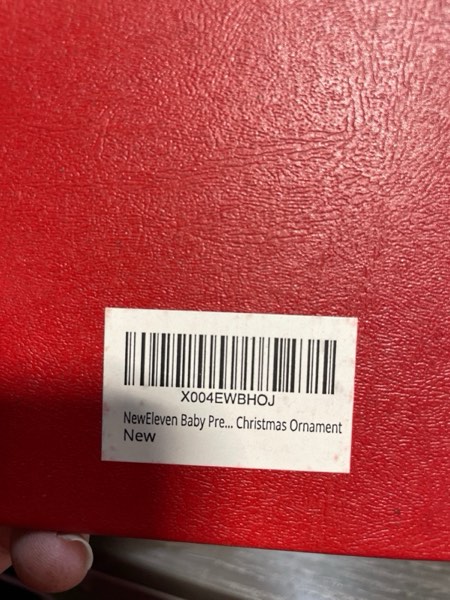 X004EWBHOJ
NewEleven Baby Pre... Christmas Ornament
New